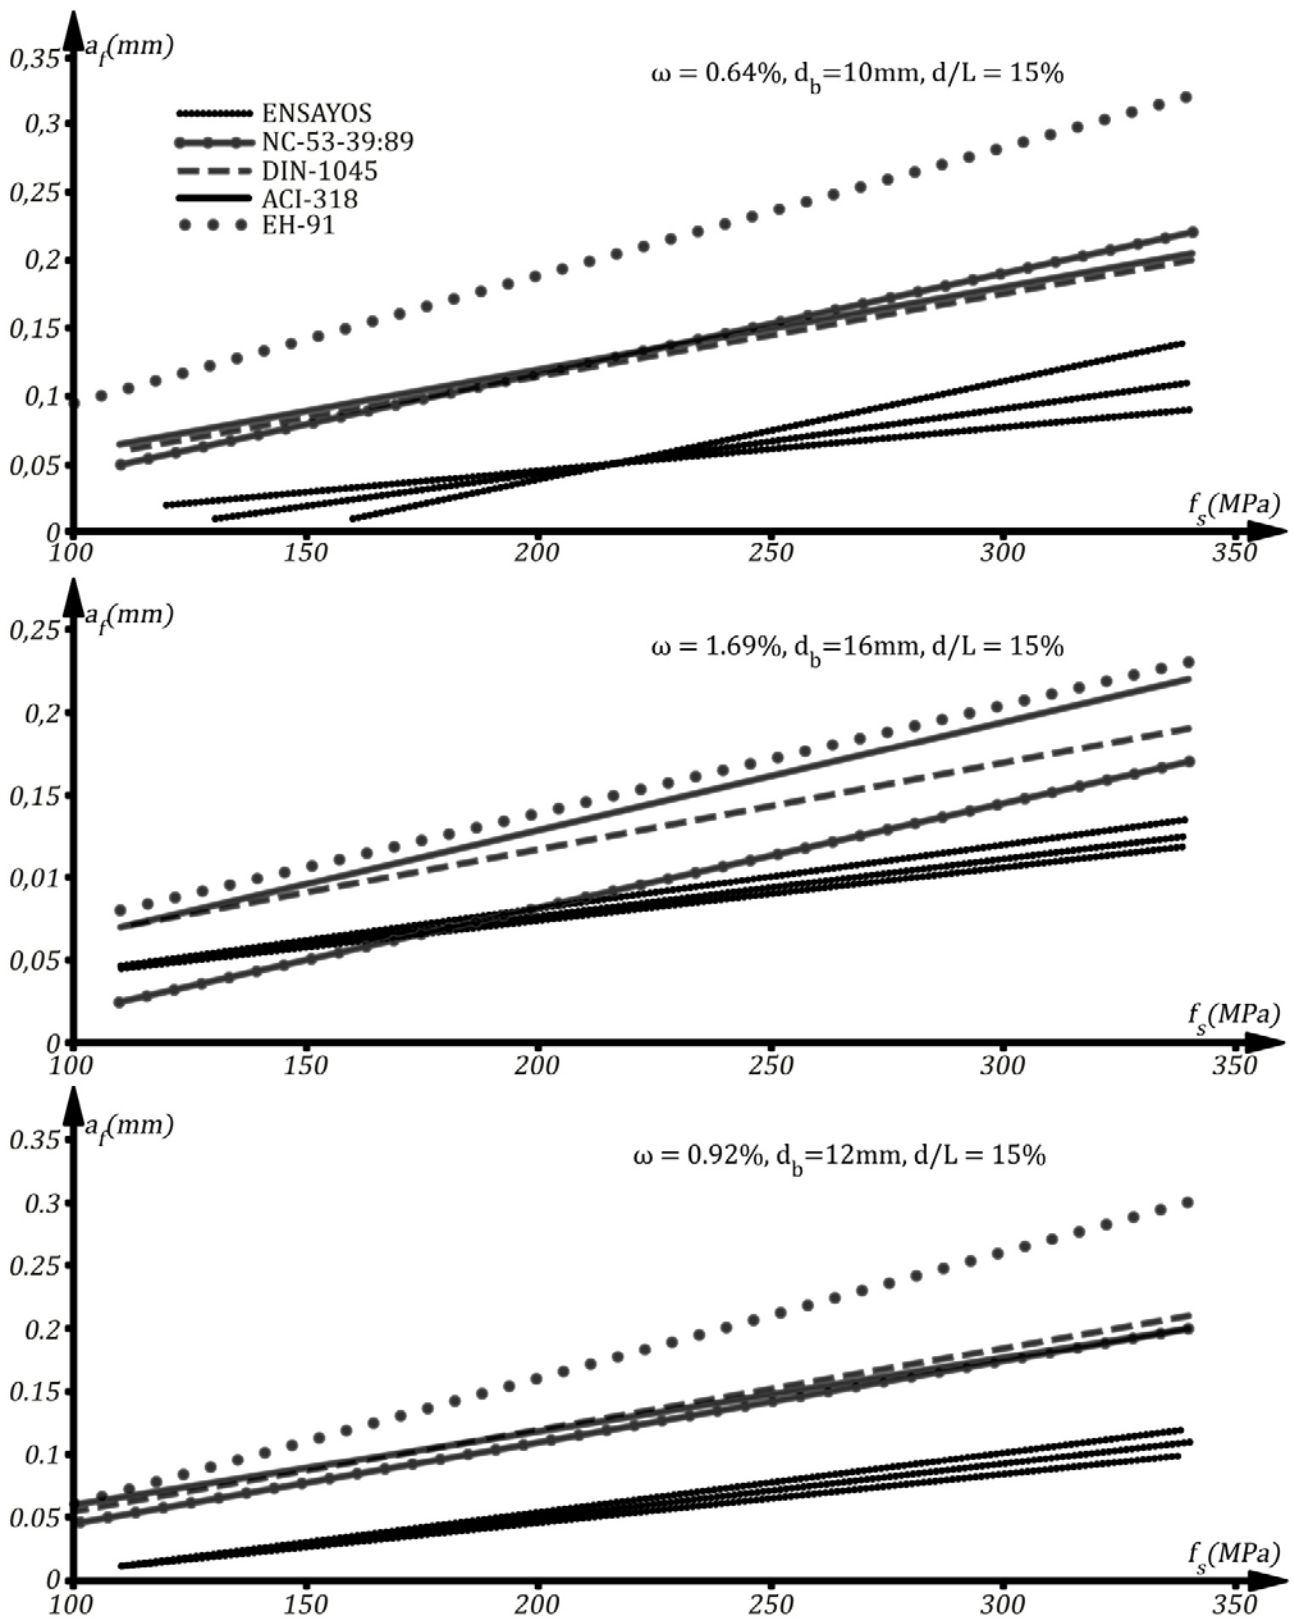 a_f(mm)
0,35
ω = 0.64%, d_b=10mm, d/L = 15%
0,3
ENSAYOS
NC-53-39:89
DIN-1045
ACI-318
EH-91
0,25
0,2
0,15
0,1
0,05
f_s(MPa)
0
100 150 200 250 300 350
a_f(mm)
0,25
ω = 1.69%, d_b=16mm, d/L = 15%
0,2
0,15
0,01
0,05
f_s(MPa)
0
100 150 200 250 300 350
a_f(mm)
0.35
ω = 0.92%, d_b=12mm, d/L = 15%
0.3
0.25
0.2
0.15
0.1
0.05
f_s(MPa)
0
100 150 200 250 300 350